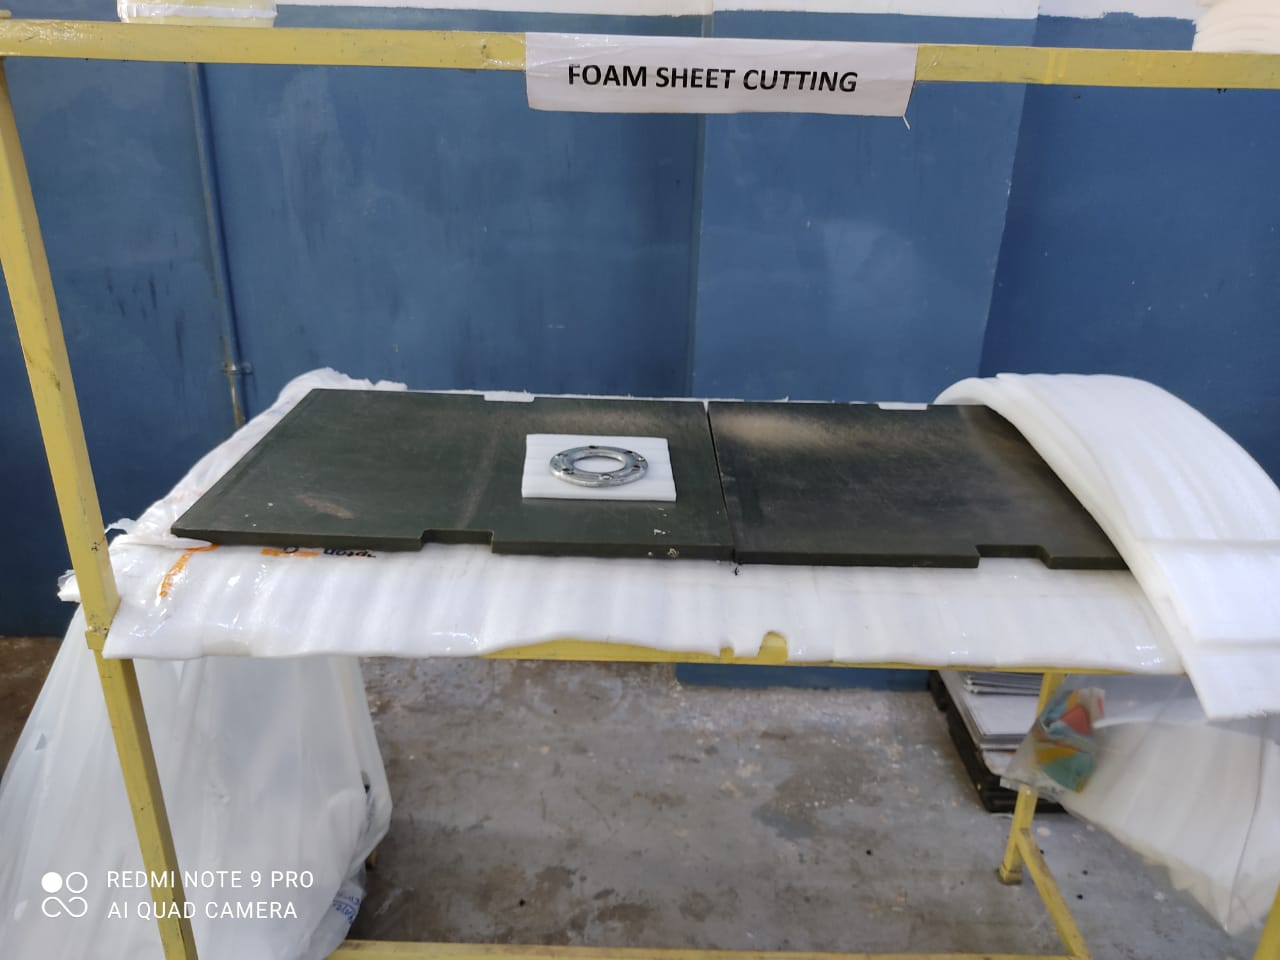 FOAM SHEET CUTTING
REDMI NOTE 9 PRO
AI QUAD CAMERA